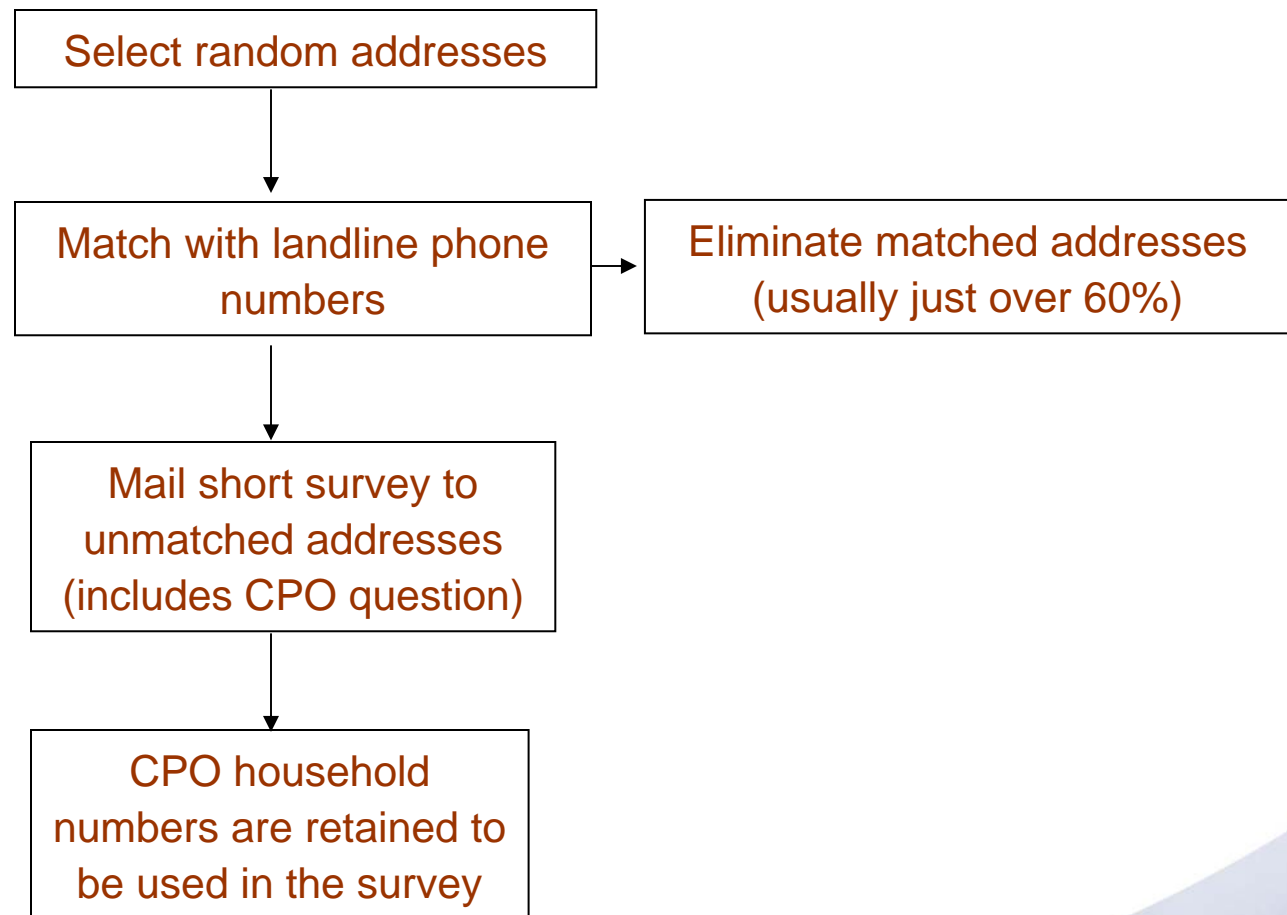 Select random addresses
Match with landline phone
numbers
Eliminate matched addresses
(usually just over 60%)
Mail short survey to
unmatched addresses
(includes CPO question)
CPO household
numbers are retained to
be used in the survey